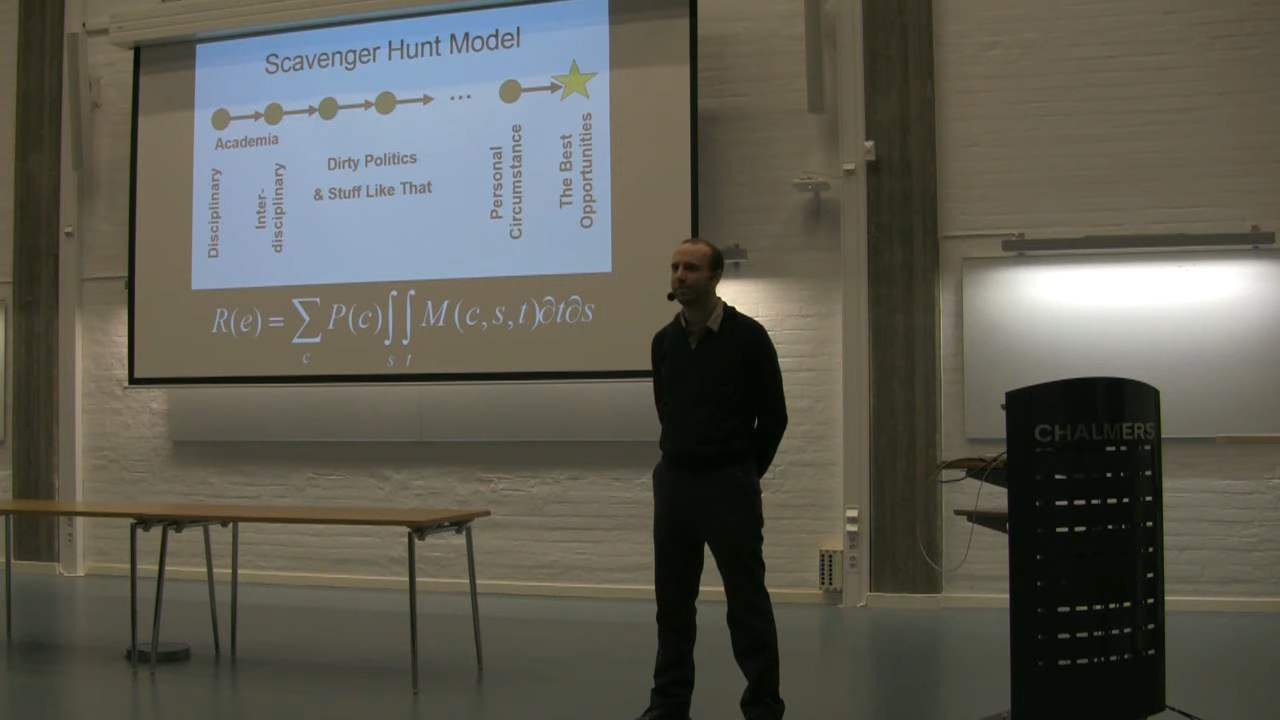 Scavenger Hunt Model
...
Academia
Disciplinary
Inter-
disciplinary
Dirty Politics
& Stuff Like That
Personal
Circumstance
The Best
Opportunities
R(e) = ∑ P(c) ∫∫ M(c,s,t)∂t∂s
c s t
CHALMERS